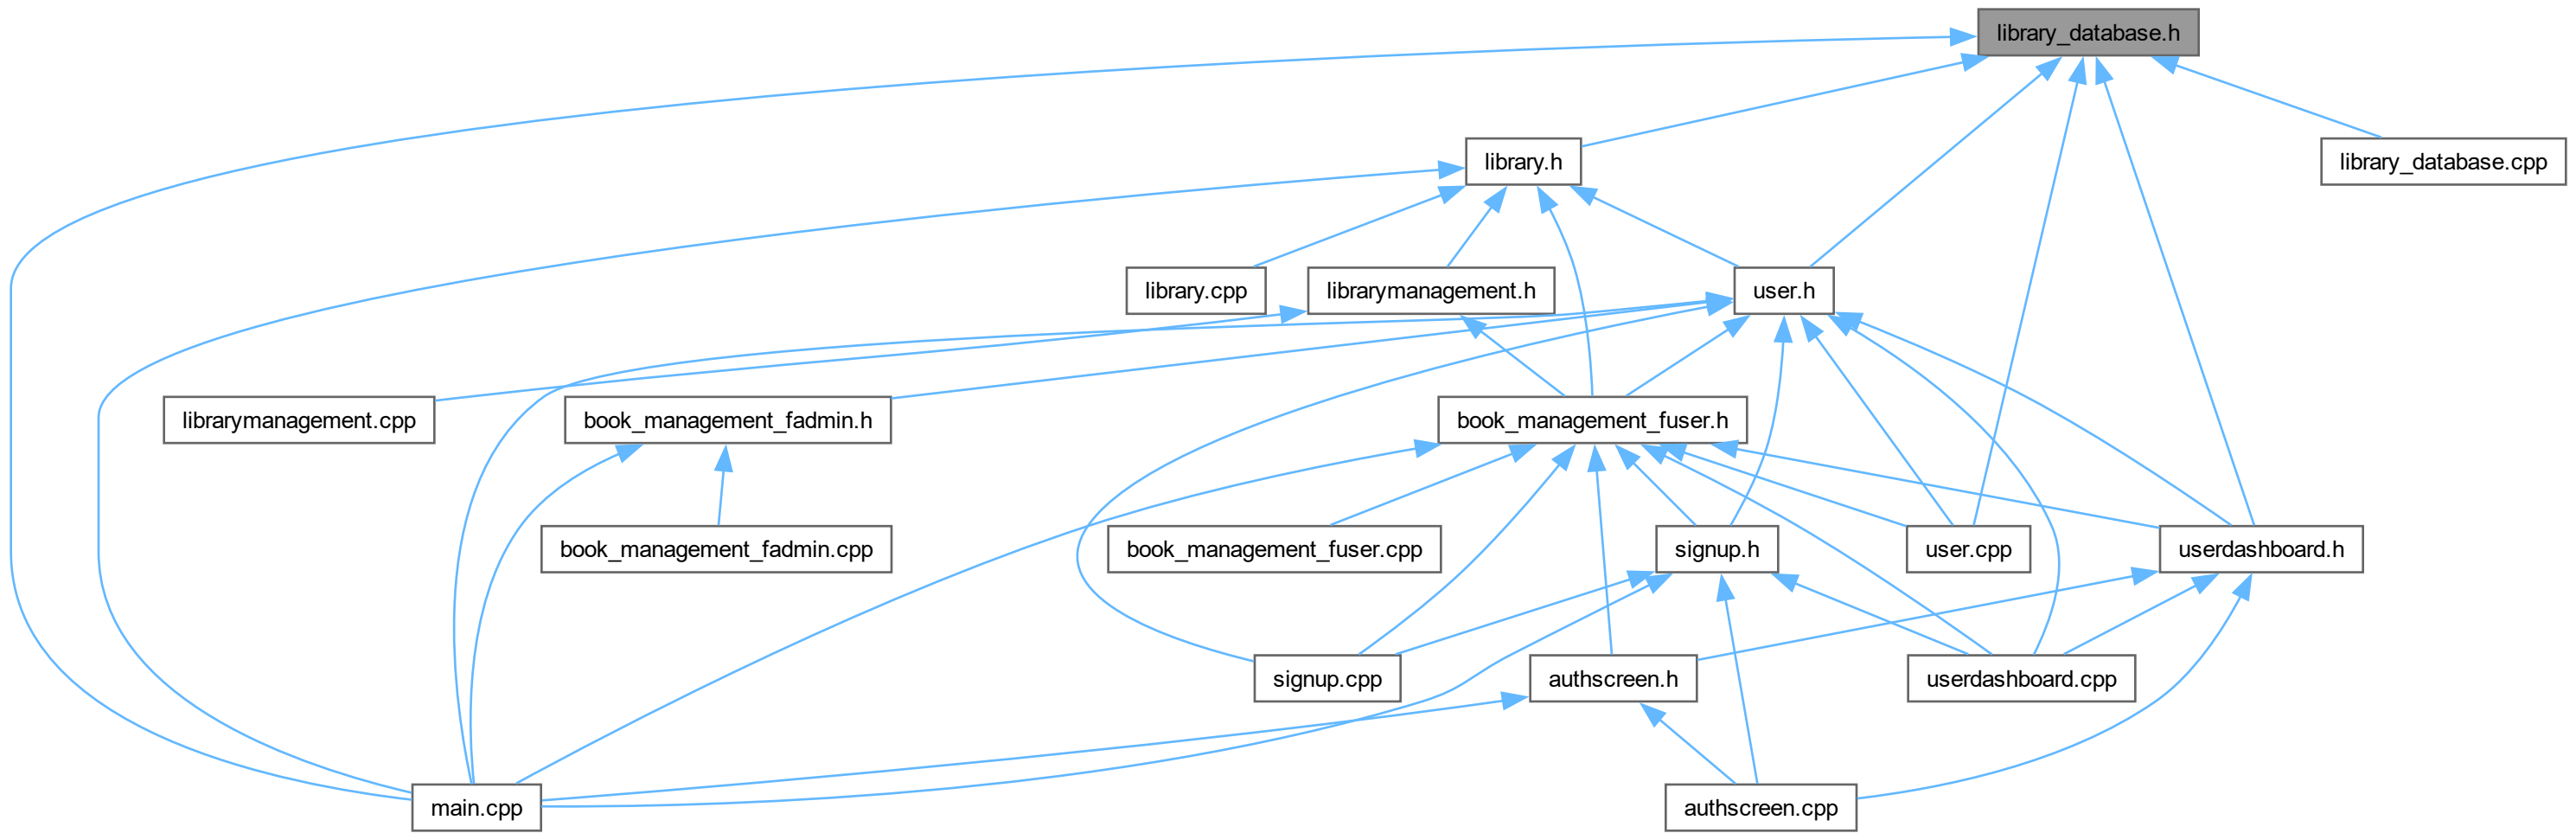 library_database.h
library.h
library_database.cpp
library.cpp
librarymanagement.h
user.h
librarymanagement.cpp
book_management_fadmin.h
book_management_fuser.h
book_management_fadmin.cpp
book_management_fuser.cpp
signup.h
user.cpp
userdashboard.h
signup.cpp
authscreen.h
userdashboard.cpp
main.cpp
authscreen.cpp